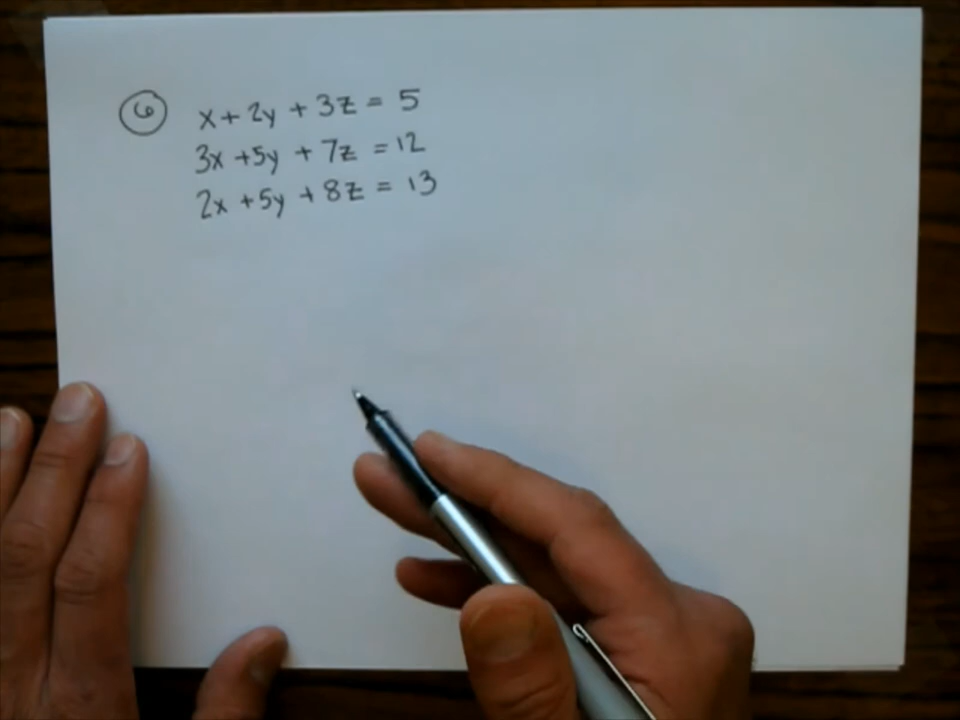 6 x + 2y + 3z = 5
3x + 5y + 7z = 12
2x + 5y + 8z = 13